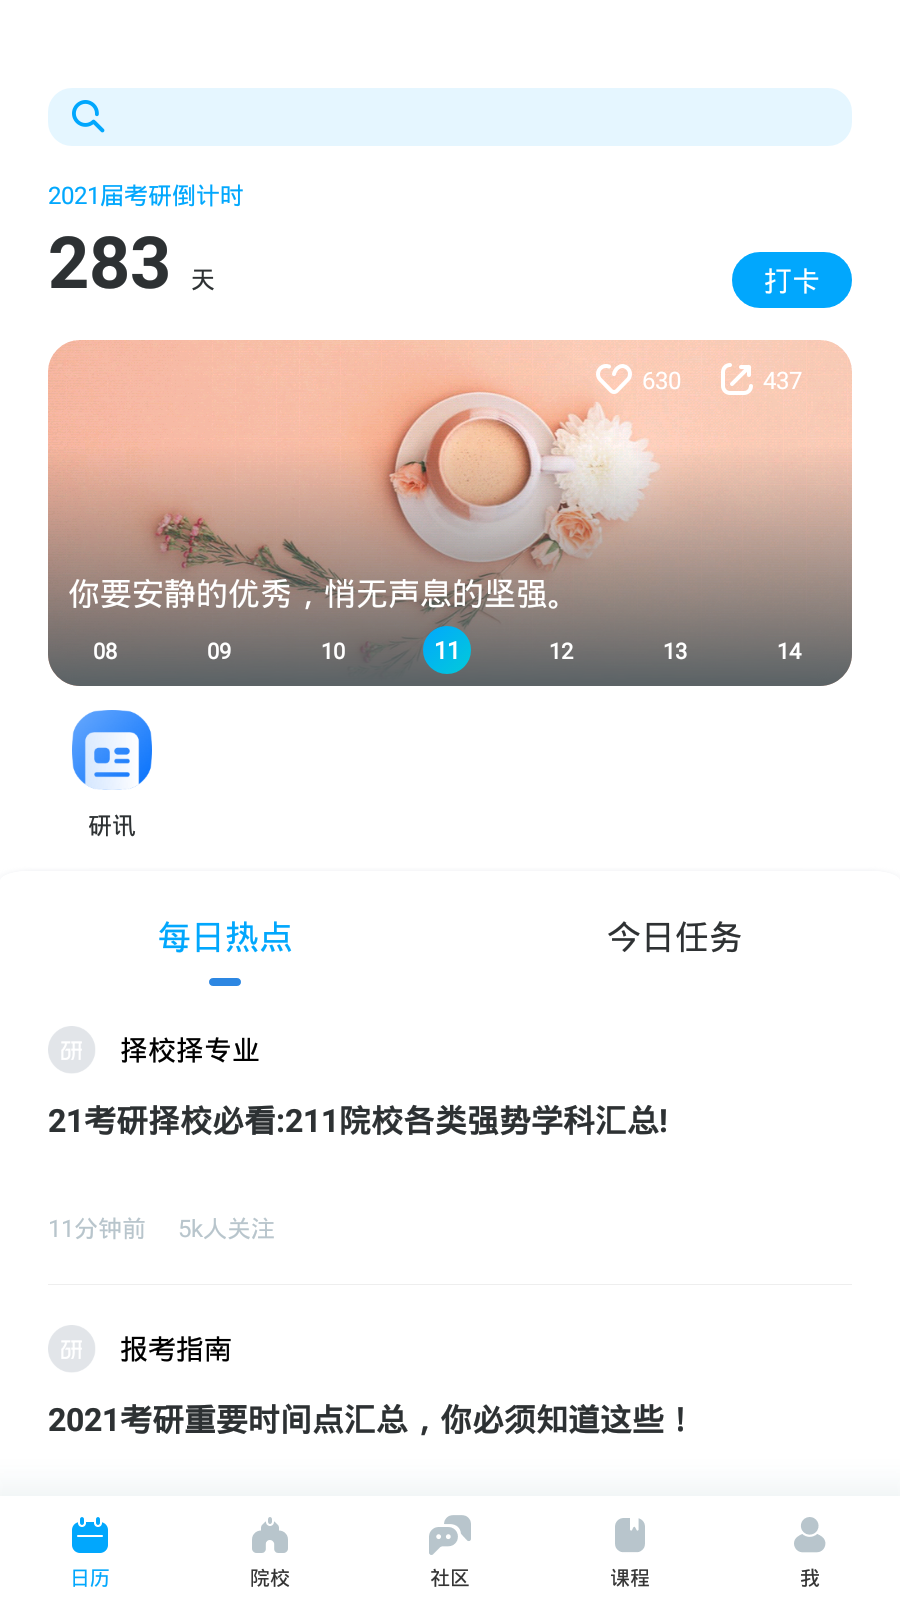 2021届考研倒计时
283 天
打卡
630 437
你要安静的优秀，悄无声息的坚强。
08 09 10 11 12 13 14
研讯
每日热点 今日任务
研 择校择专业
21考研择校必看:211院校各类强势学科汇总!
11分钟前 5k人关注
研 报考指南
2021考研重要时间点汇总，你必须知道这些！
日历 院校 社区 课程 我